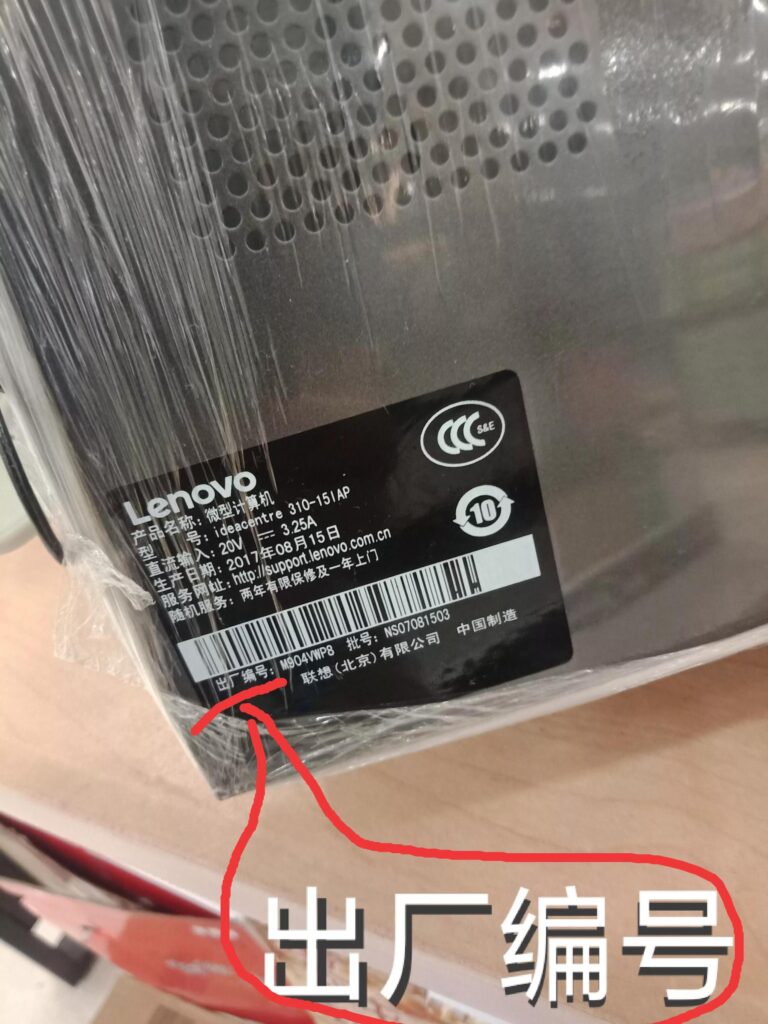 Lenovo
产品名称: 微型计算机
型 号: ideacentre 310-15IAP
直流输入: 20V 3.25A
生产日期: 2017年08月15日
服务网址: http://support.lenovo.com.cn
随机服务: 两年有限保修及一年上门
CCC S&E
10
出厂编号: M904VWP8 批号: NS07081503
联想(北京)有限公司 中国制造
出厂编号